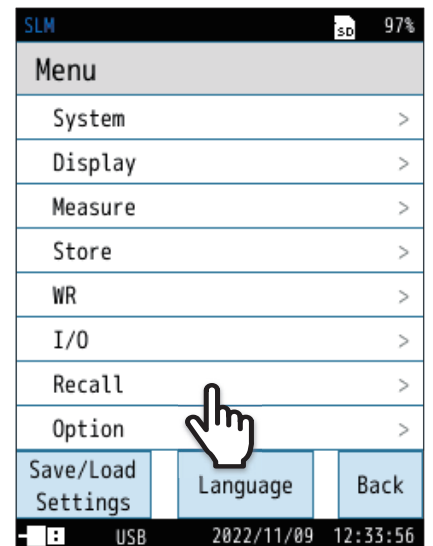 SLM SD 97%
Menu
System >
Display >
Measure >
Store >
WR >
I/O >
Recall >
Option >
Save/Load
Settings
Language
Back
USB 2022/11/09 12:33:56